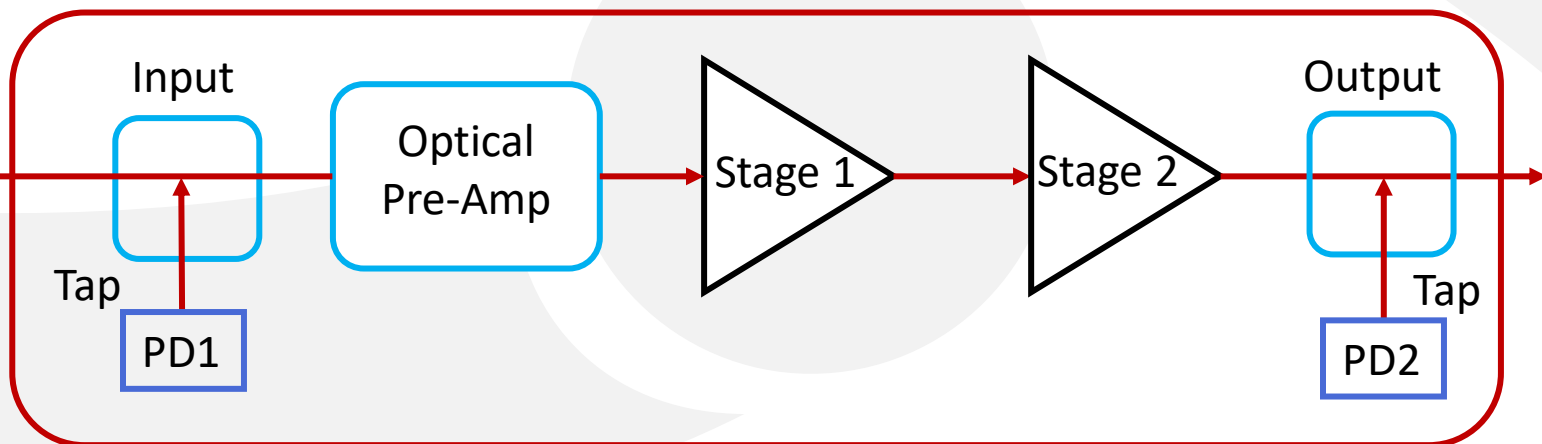 Input
Optical
Pre-Amp
Stage 1
Stage 2
Output
Tap
PD1
Tap
PD2